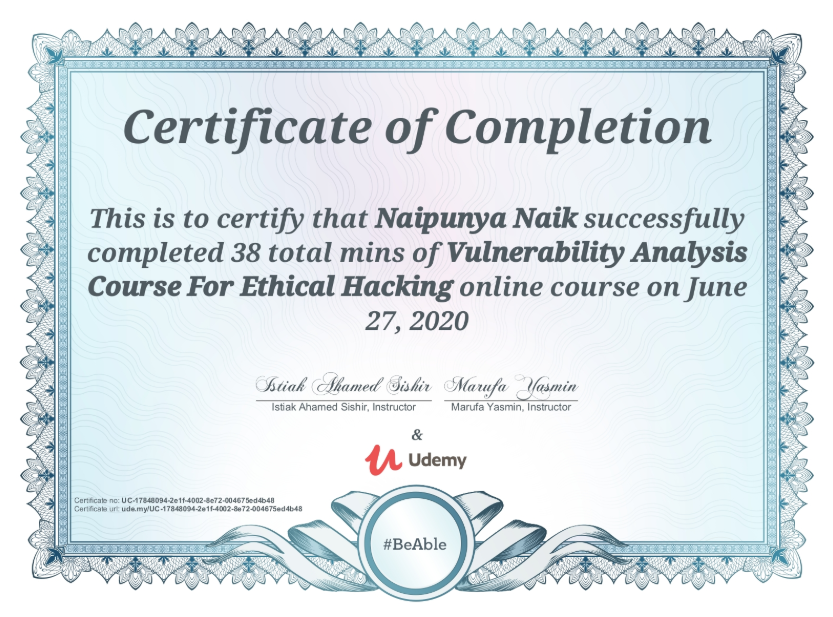 Certificate of Completion
This is to certify that Naipunya Naik successfully
completed 38 total mins of Vulnerability Analysis
Course For Ethical Hacking online course on June
27, 2020
Istiak Ahamed Sishir Marufa Yasmin
Istiak Ahamed Sishir, Instructor Marufa Yasmin, Instructor
&
Udemy
Certificate no: UC-17848094-2e1f-4002-8e72-004675ed4b48
Certificate url: ude.my/UC-17848094-2e1f-4002-8e72-004675ed4b48
#BeAble